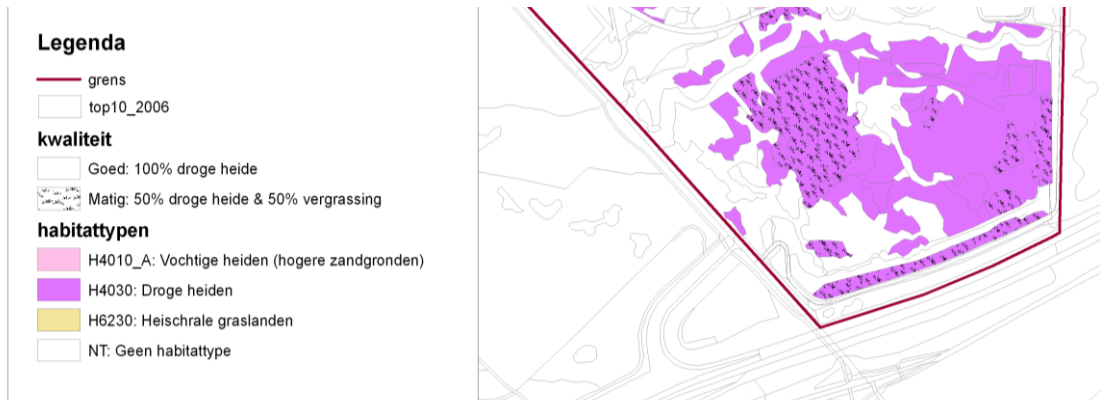 Legenda
grens
top10_2006
kwaliteit
Goed: 100% droge heide
Matig: 50% droge heide & 50% vergrassing
habitattypen
H4010_A: Vochtige heiden (hogere zandgronden)
H4030: Droge heiden
H6230: Heischrale graslanden
NT: Geen habitattype